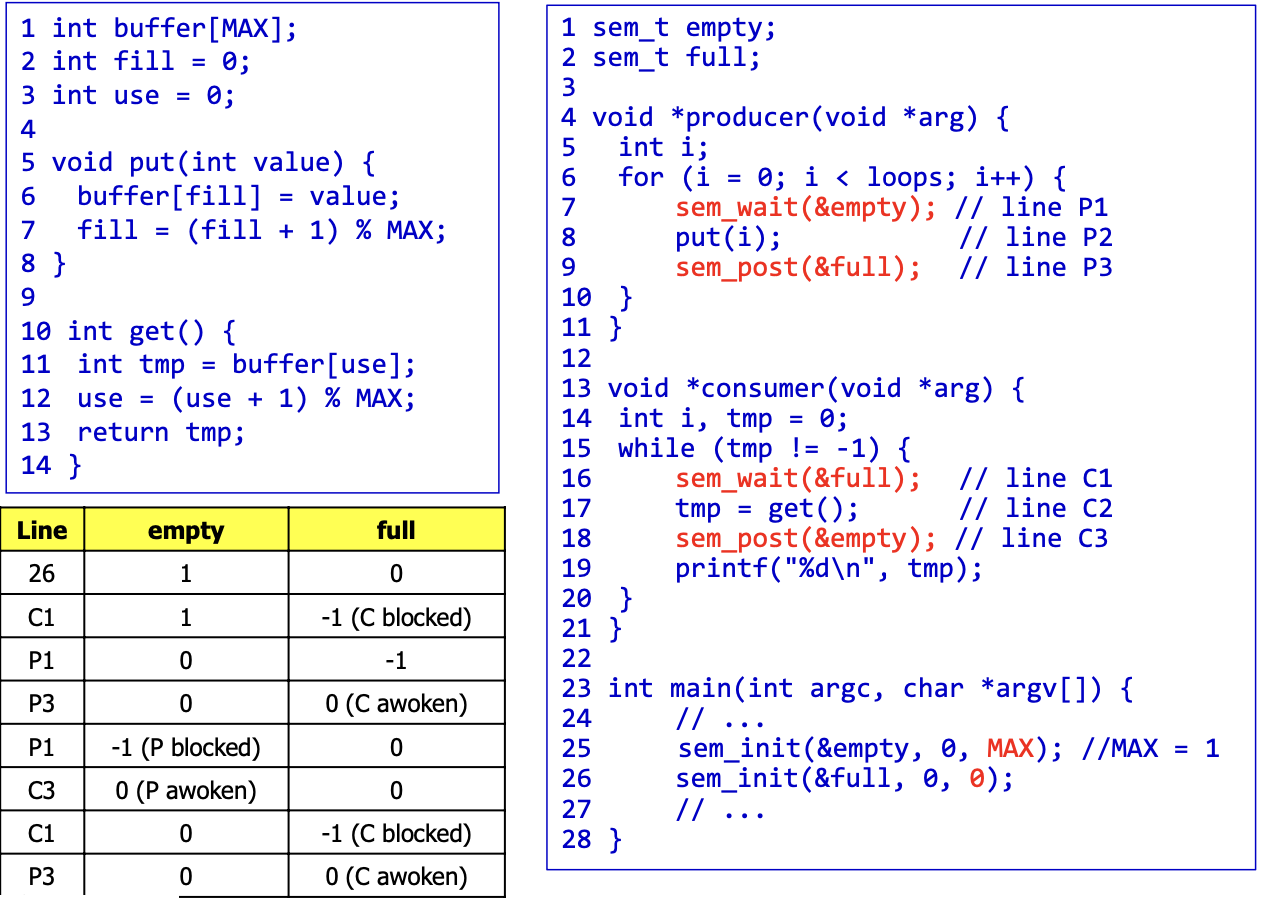 1 int buffer[MAX];
2 int fill = 0;
3 int use = 0;
4
5 void put(int value) {
6 buffer[fill] = value;
7 fill = (fill + 1) % MAX;
8 }
9
10 int get() {
11 int tmp = buffer[use];
12 use = (use + 1) % MAX;
13 return tmp;
14 }
Line empty full
26 1 0
C1 1 -1 (C blocked)
P1 0 -1
P3 0 0 (C awoken)
P1 -1 (P blocked) 0
C3 0 (P awoken) 0
C1 0 -1 (C blocked)
P3 0 0 (C awoken)
1 sem_t empty;
2 sem_t full;
3
4 void *producer(void *arg) {
5 int i;
6 for (i = 0; i < loops; i++) {
7 sem_wait(&empty); // line P1
8 put(i); // line P2
9 sem_post(&full); // line P3
10 }
11 }
12
13 void *consumer(void *arg) {
14 int i, tmp = 0;
15 while (tmp != -1) {
16 sem_wait(&full); // line C1
17 tmp = get(); // line C2
18 sem_post(&empty); // line C3
19 printf("%d\n", tmp);
20 }
21 }
22
23 int main(int argc, char *argv[]) {
24 // ...
25 sem_init(&empty, 0, MAX); //MAX = 1
26 sem_init(&full, 0, 0);
27 // ...
28 }